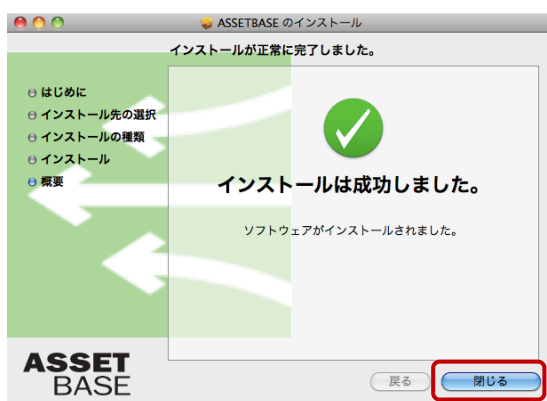 ASSETBASE のインストール
インストールが正常に完了しました。
はじめに
インストール先の選択
インストールの種類
インストール
概要
インストールは成功しました。
ソフトウェアがインストールされました。
ASSET
BASE
戻る
閉じる